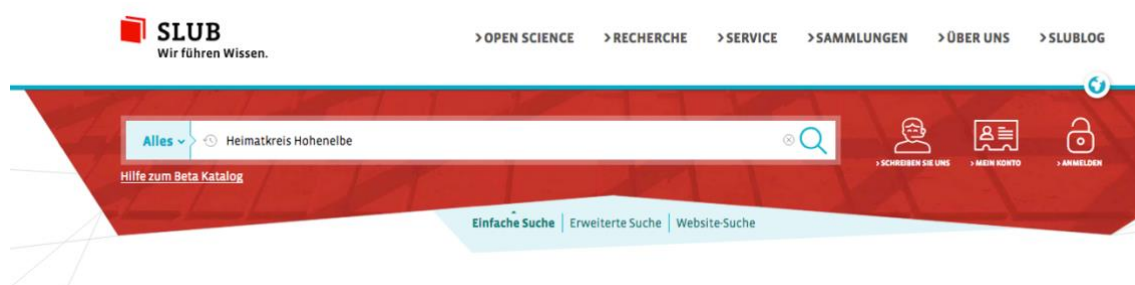 SLUB
Wir führen Wissen.
> OPEN SCIENCE > RECHERCHE > SERVICE > SAMMLUNGEN > ÜBER UNS > SLUBLOG
Alles Heimatkreis Hohenelbe
> SCHREIBEN SIE UNS > MEIN KONTO > ANMELDEN
Hilfe zum Beta Katalog
Einfache Suche | Erweiterte Suche | Website-Suche